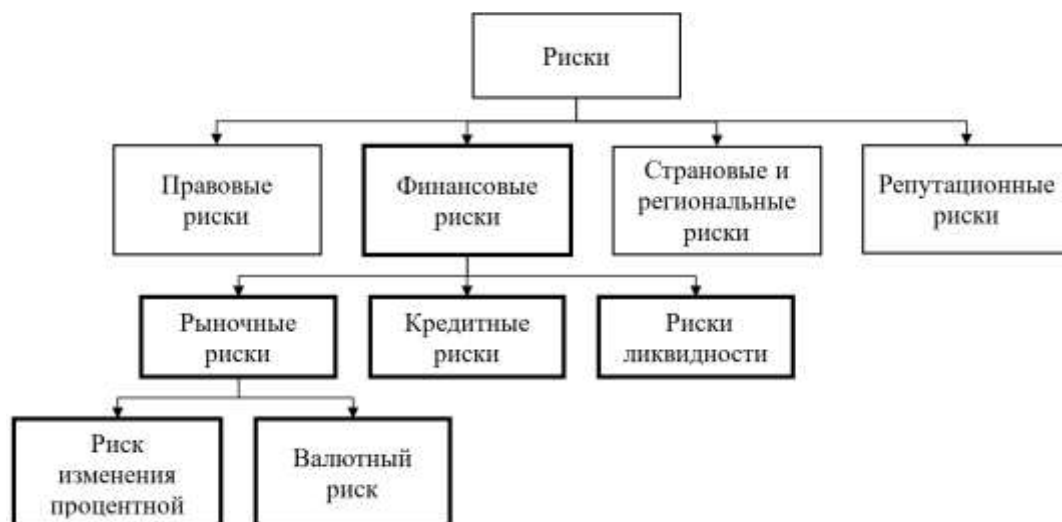 Риски
Правовые
риски
Финансовые
риски
Страновые и
региональные
риски
Репутационные
риски
Рыночные
риски
Кредитные
риски
Риски
ликвидности
Риск
изменения
процентной
Валютный
риск